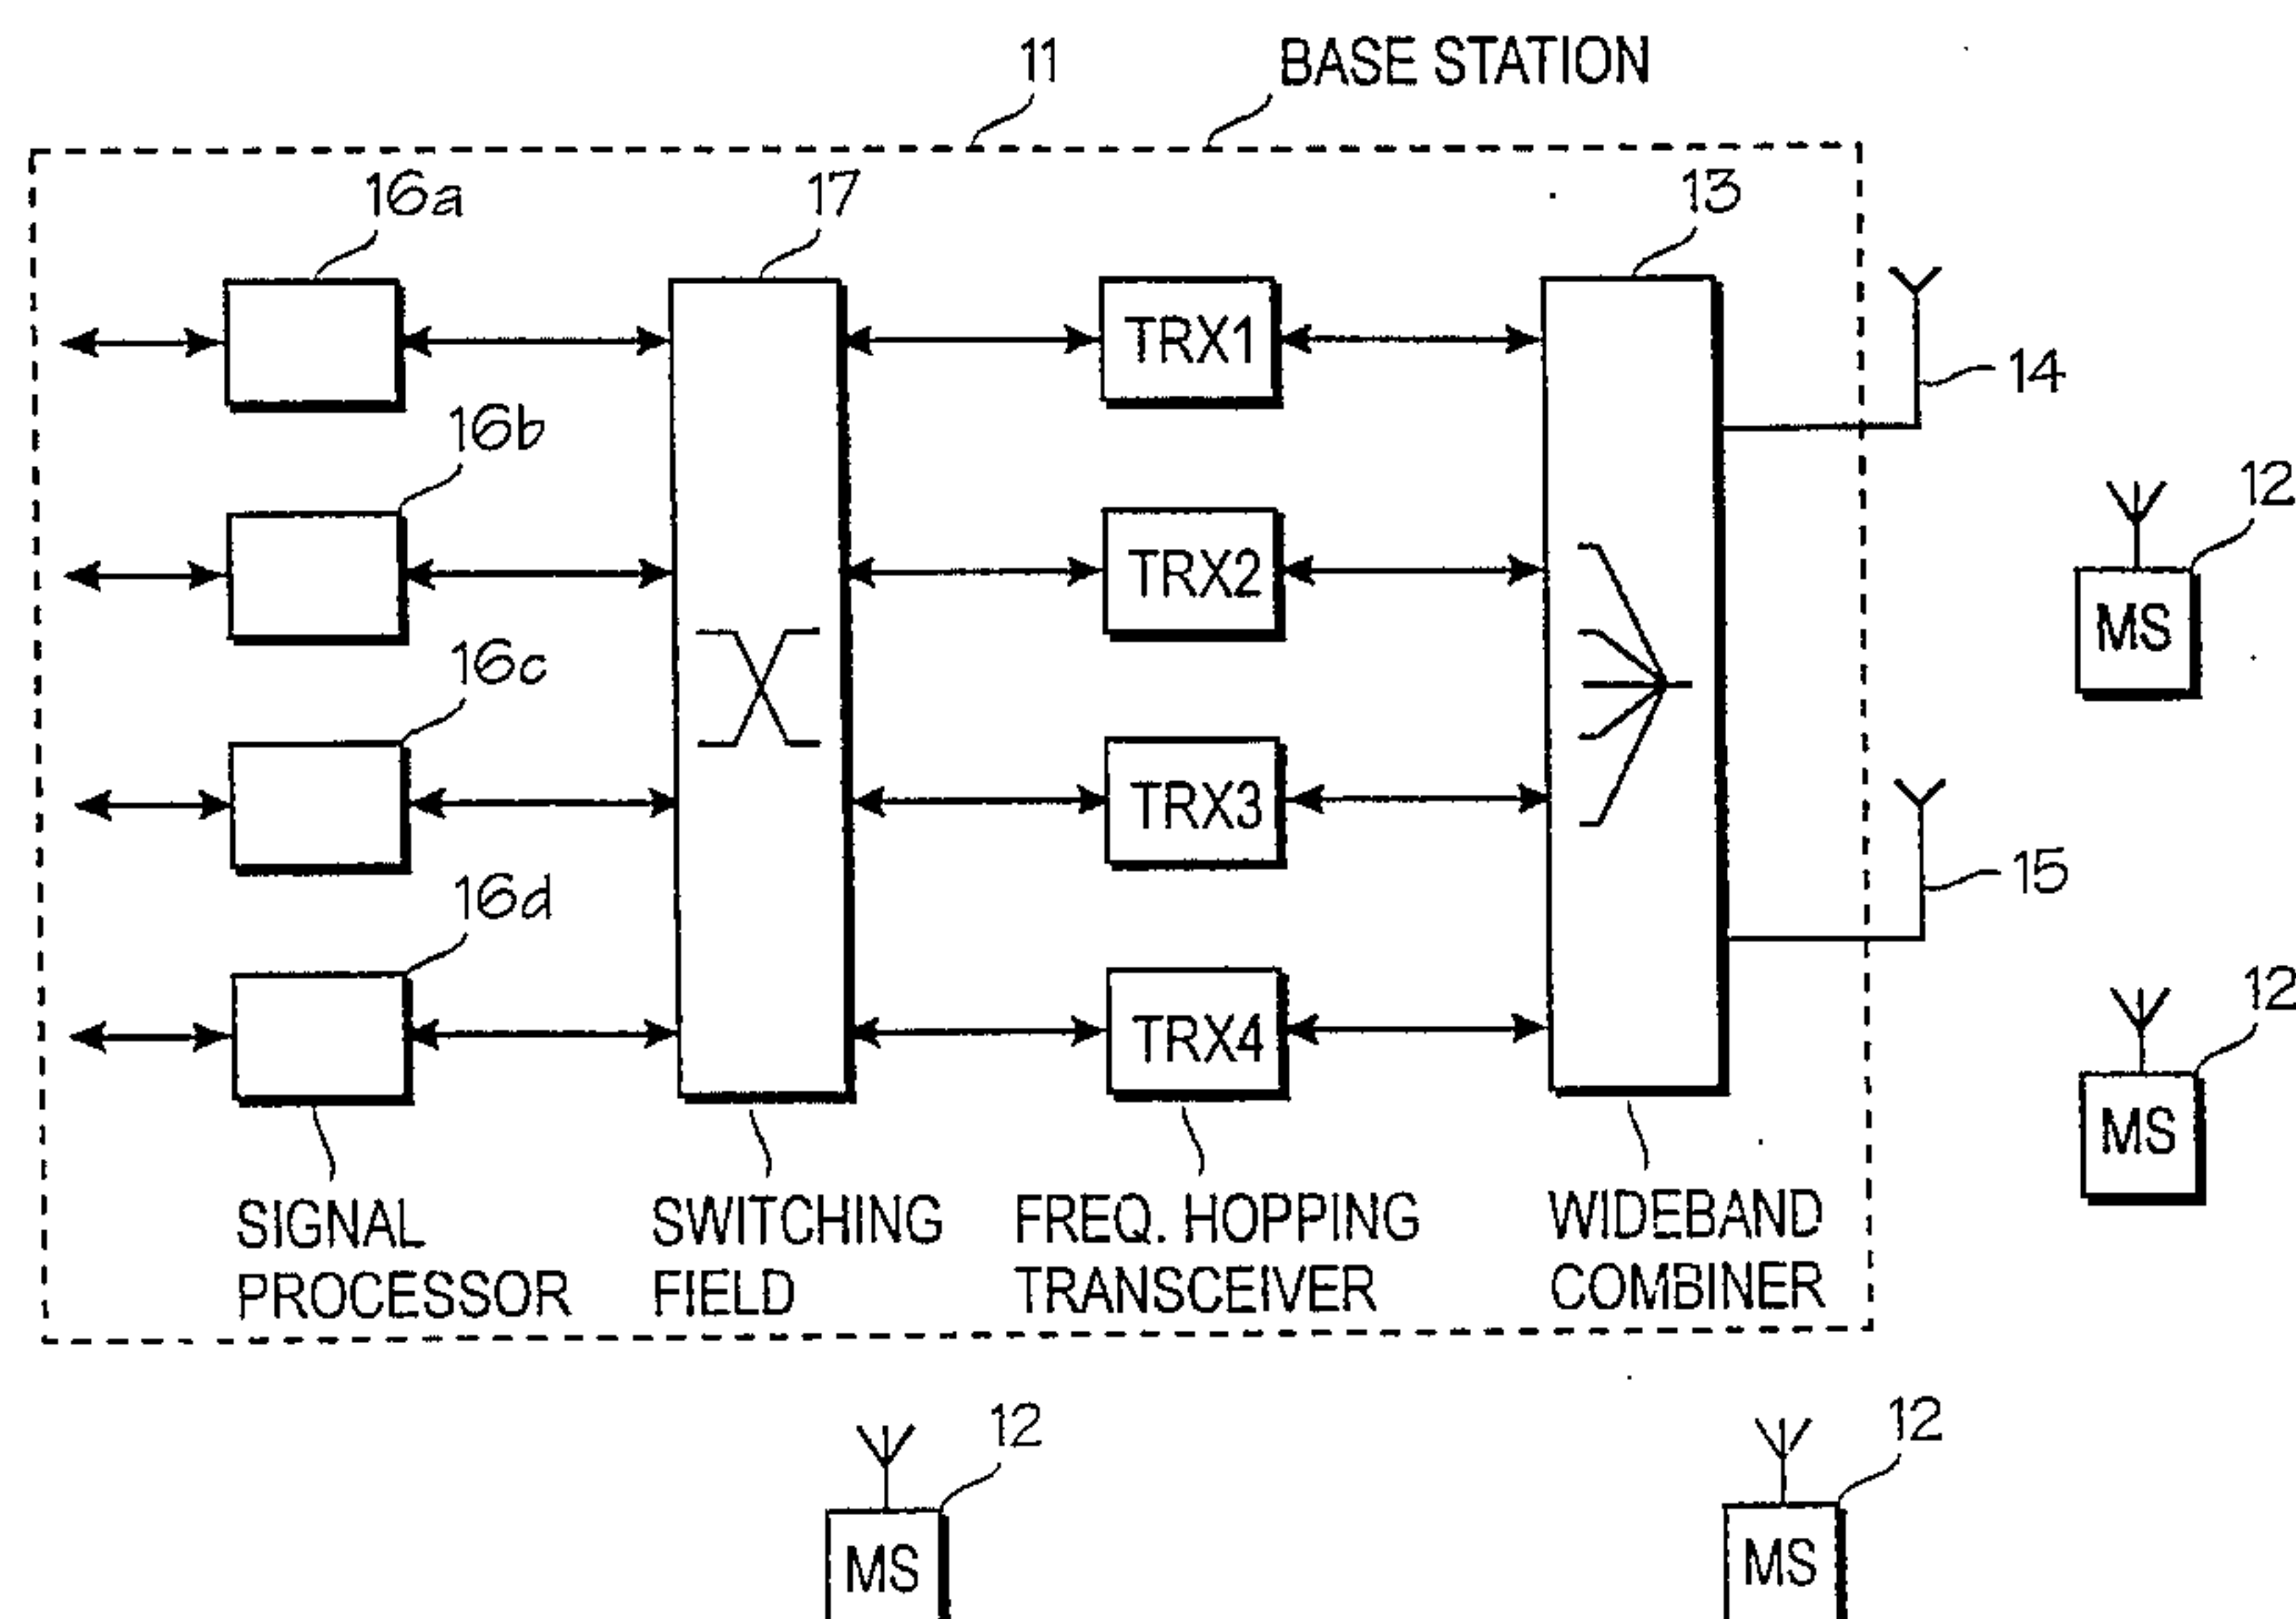 11
BASE STATION
16a
17
13
TRX1
14
16b
12
TRX2
MS
16c
TRX3
15
16d
12
TRX4
MS
SIGNAL PROCESSOR
SWITCHING FIELD
FREQ. HOPPING TRANSCEIVER
WIDEBAND COMBINER
12
12
MS
MS